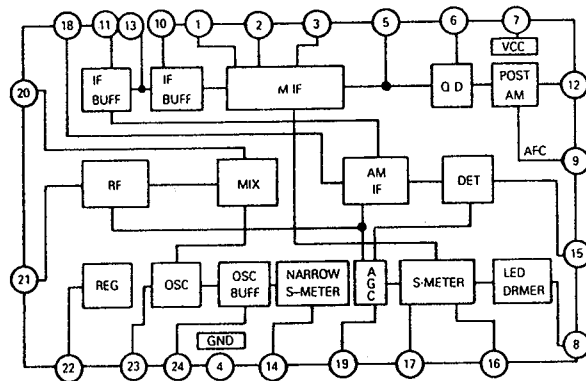 18 11 13 10 1 2 3 5 6 7
VCC
20 IF BUFF IF BUFF M IF Q D POST AM 12
AFC 9
RF MIX AM IF DET
21 15
REG OSC OSC BUFF NARROW S-METER AGC S-METER LED DRMER
GND 8
22 23 24 4 14 19 17 16